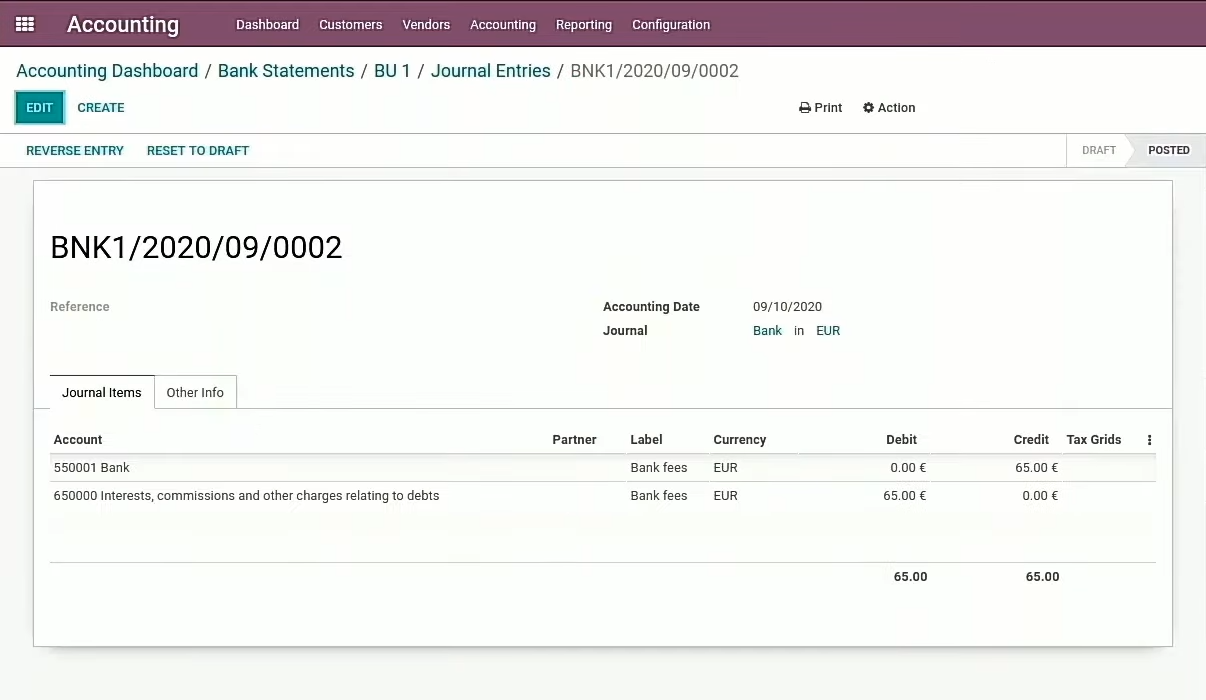 Accounting Dashboard Customers Vendors Accounting Reporting Configuration
Accounting Dashboard / Bank Statements / BU 1 / Journal Entries / BNK1/2020/09/0002
EDIT CREATE Print Action
REVERSE ENTRY RESET TO DRAFT DRAFT POSTED
BNK1/2020/09/0002
Reference Accounting Date 09/10/2020
Journal Bank in EUR
Journal Items Other Info
Account Partner Label Currency Debit Credit Tax Grids
550001 Bank Bank fees EUR 0.00 € 65.00 €
650000 Interests, commissions and other charges relating to debts Bank fees EUR 65.00 € 0.00 €
65.00 65.00